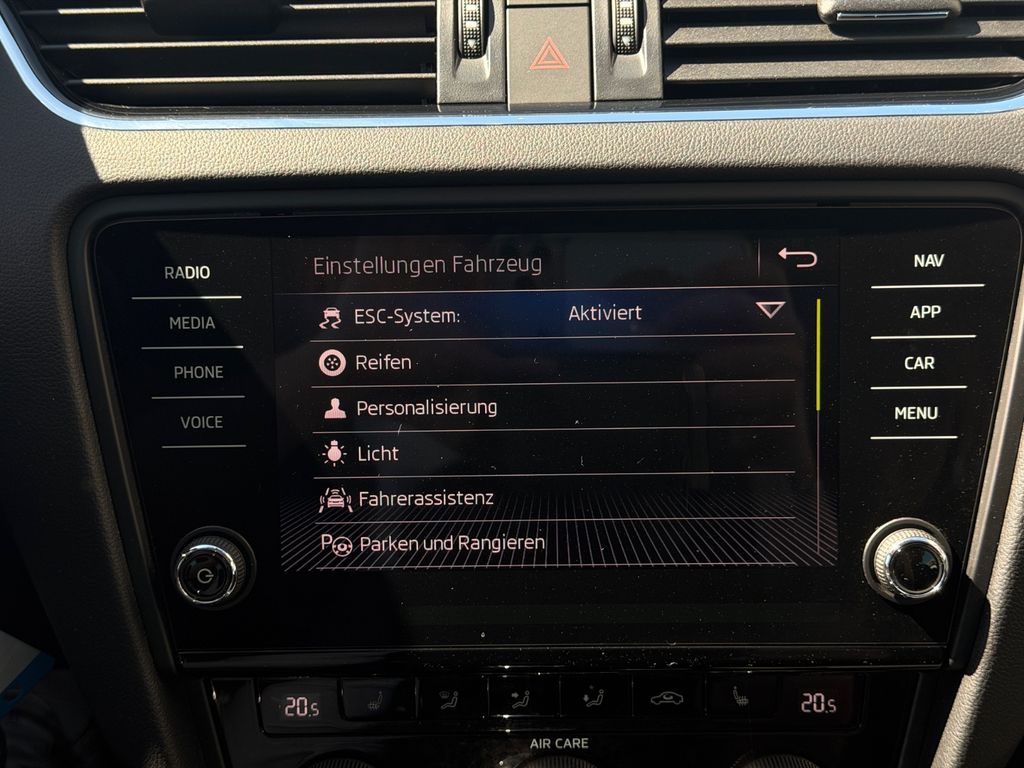 Einstellungen Fahrzeug
RADIO
MEDIA
PHONE
VOICE
ESC-System: Aktiviert
Reifen
Personalisierung
Licht
Fahrerassistenz
Parken und Rangieren
NAV
APP
CAR
MENU
20.5
20.5
AIR CARE